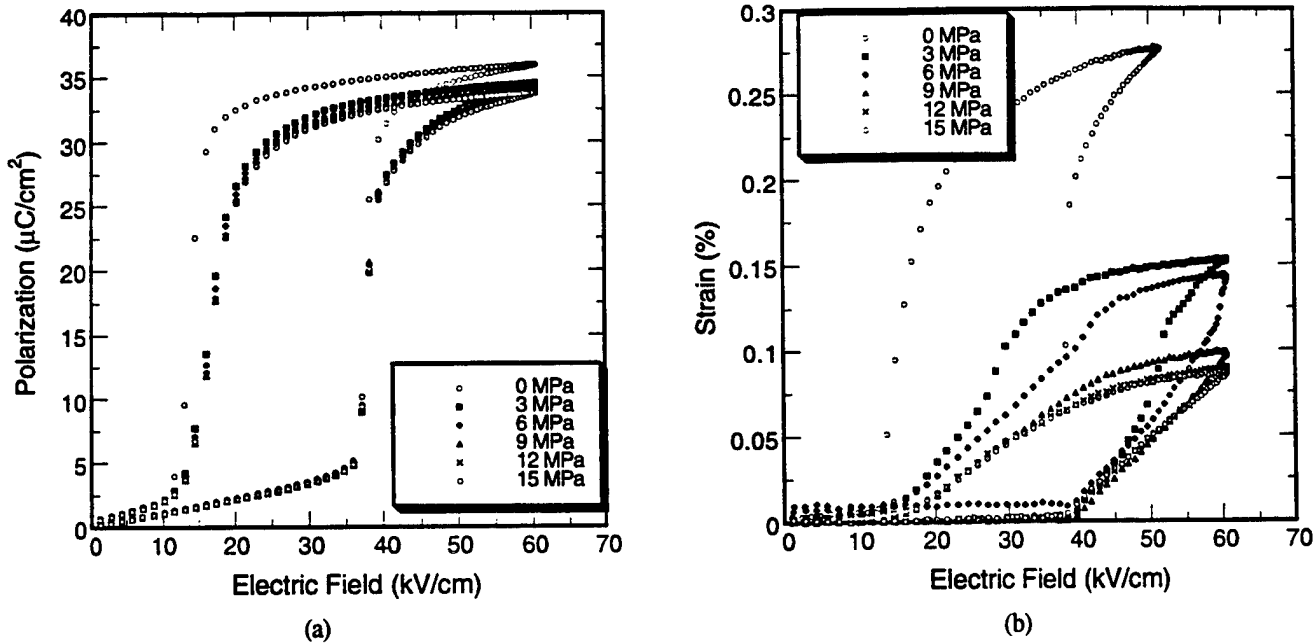 40
35
30
25
20
15
10
5
0
Polarization (µC/cm²)
0 MPa
3 MPa
6 MPa
9 MPa
12 MPa
15 MPa
0 10 20 30 40 50 60 70
Electric Field (kV/cm)
(a)
0.3
0.25
0.2
0.15
0.1
0.05
0
Strain (%)
0 MPa
3 MPa
6 MPa
9 MPa
12 MPa
15 MPa
0 10 20 30 40 50 60 70
Electric Field (kV/cm)
(b)